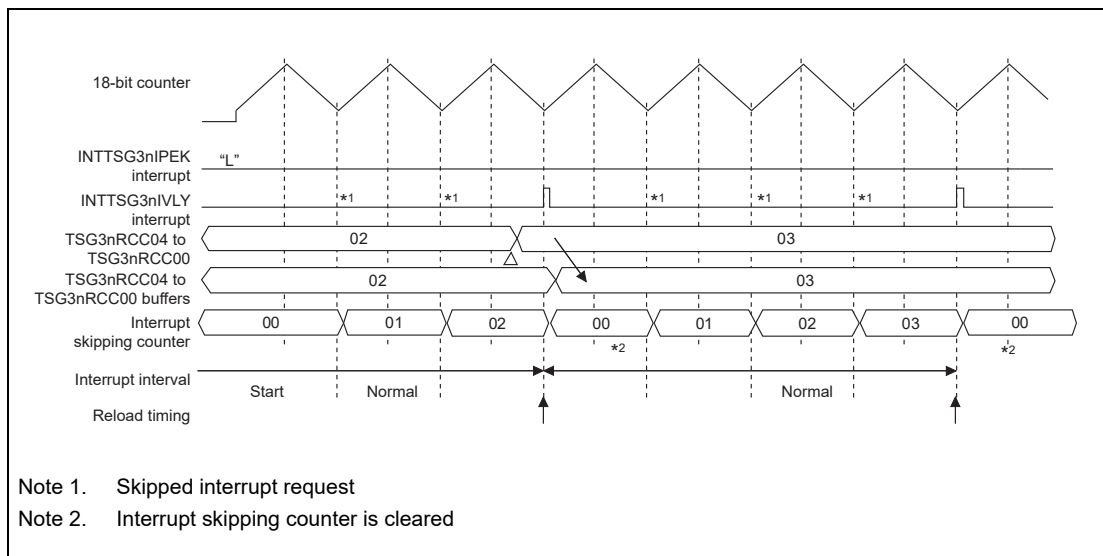 18-bit counter
INTTSG3nIPEK interrupt
“L”
INTTSG3nIVLY interrupt
*1 *1 *1 *1 *1
TSG3nRCC04 to TSG3nRCC00
02 03
TSG3nRCC04 to TSG3nRCC00 buffers
02 03
Interrupt skipping counter
00 01 02 00 01 02 03 00
*2 *2
Interrupt interval
Start Normal Normal
Reload timing
Note 1. Skipped interrupt request
Note 2. Interrupt skipping counter is cleared